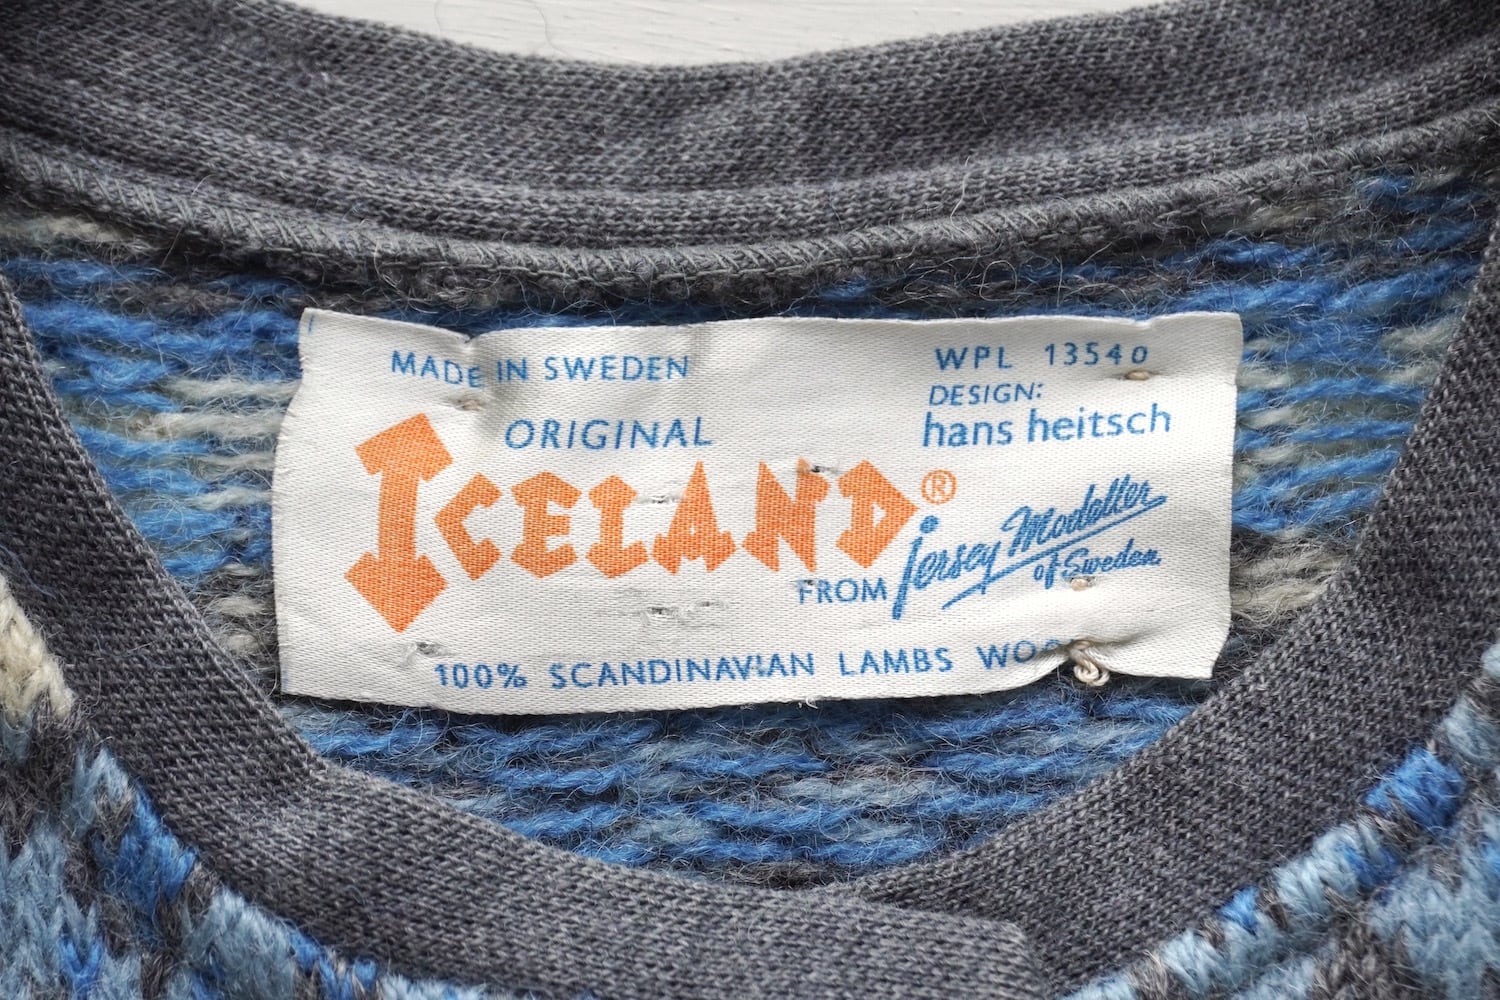 MADE IN SWEDEN
ORIGINAL
ICELAND®
WPL 13540
DESIGN:
hans heitsch
FROM jersey Modeller
of Sweden
100% SCANDINAVIAN LAMBS